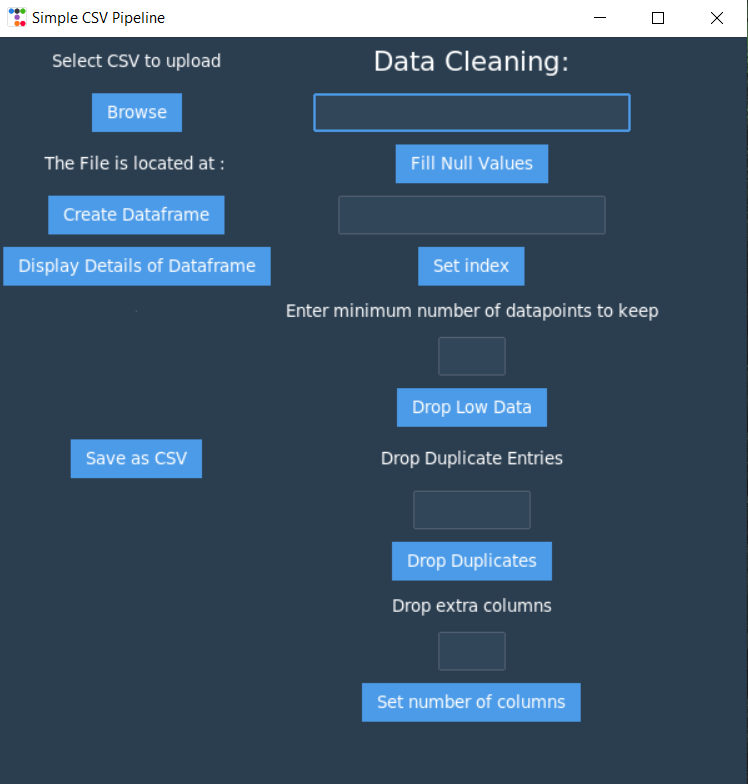 Simple CSV Pipeline
Select CSV to upload
Browse
The File is located at :
Create Dataframe
Display Details of Dataframe
Save as CSV
Data Cleaning:
Fill Null Values
Set index
Enter minimum number of datapoints to keep
Drop Low Data
Drop Duplicate Entries
Drop Duplicates
Drop extra columns
Set number of columns